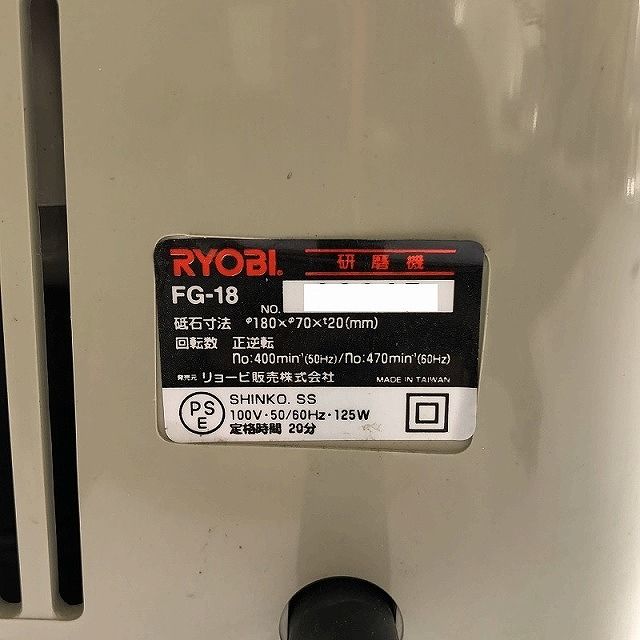 RYOBI. 研磨機
FG-18 NO.
砥石寸法 φ180×φ70×t20(mm)
回転数 正逆転
no:400min⁻¹(50Hz)/no:470min⁻¹(60Hz)
発売元 リョービ販売株式会社 MADE IN TAIWAN
PS
E
SHINKO. SS
100V・50/60Hz・125W
定格時間 20分